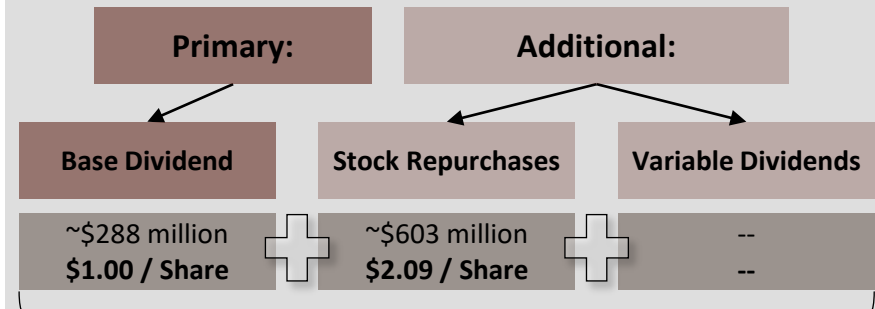 Primary:
Additional:
Base Dividend
Stock Repurchases
Variable Dividends
~$288 million
$1.00 / Share
~$603 million
$2.09 / Share
--
--